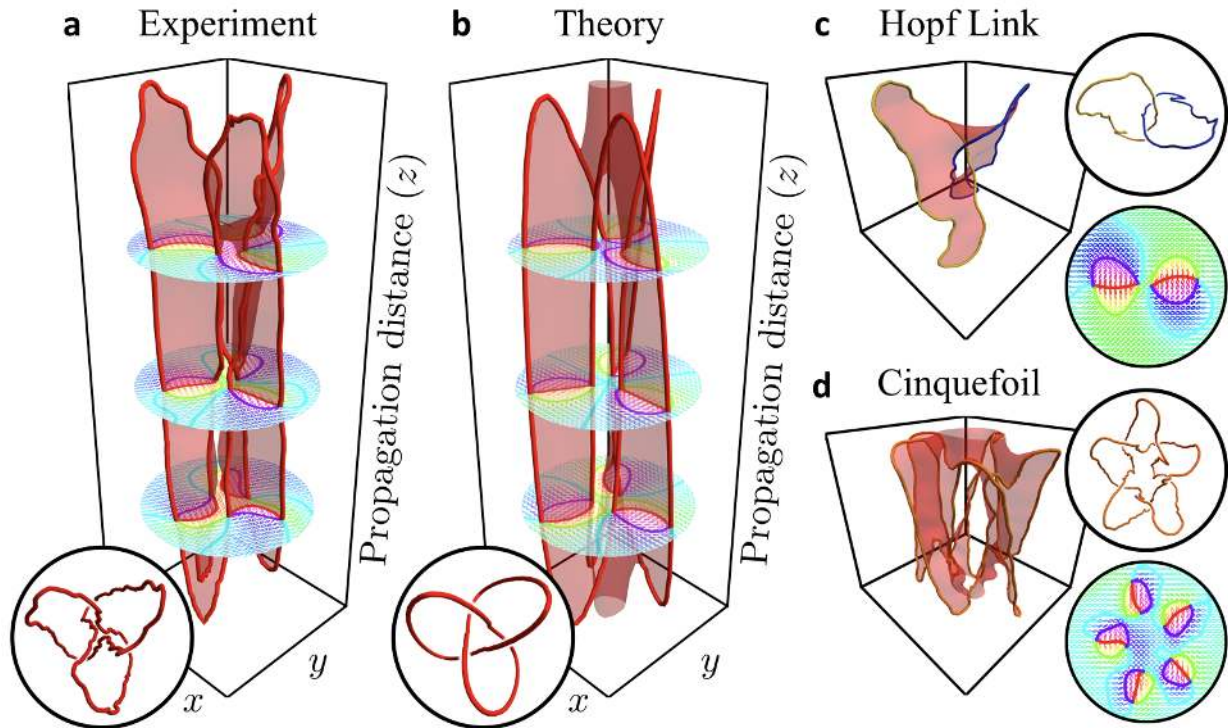 a Experiment
Propagation distance (z)
b Theory
Propagation distance (z)
c Hopf Link
d Cinquefoil
x
y
x
y